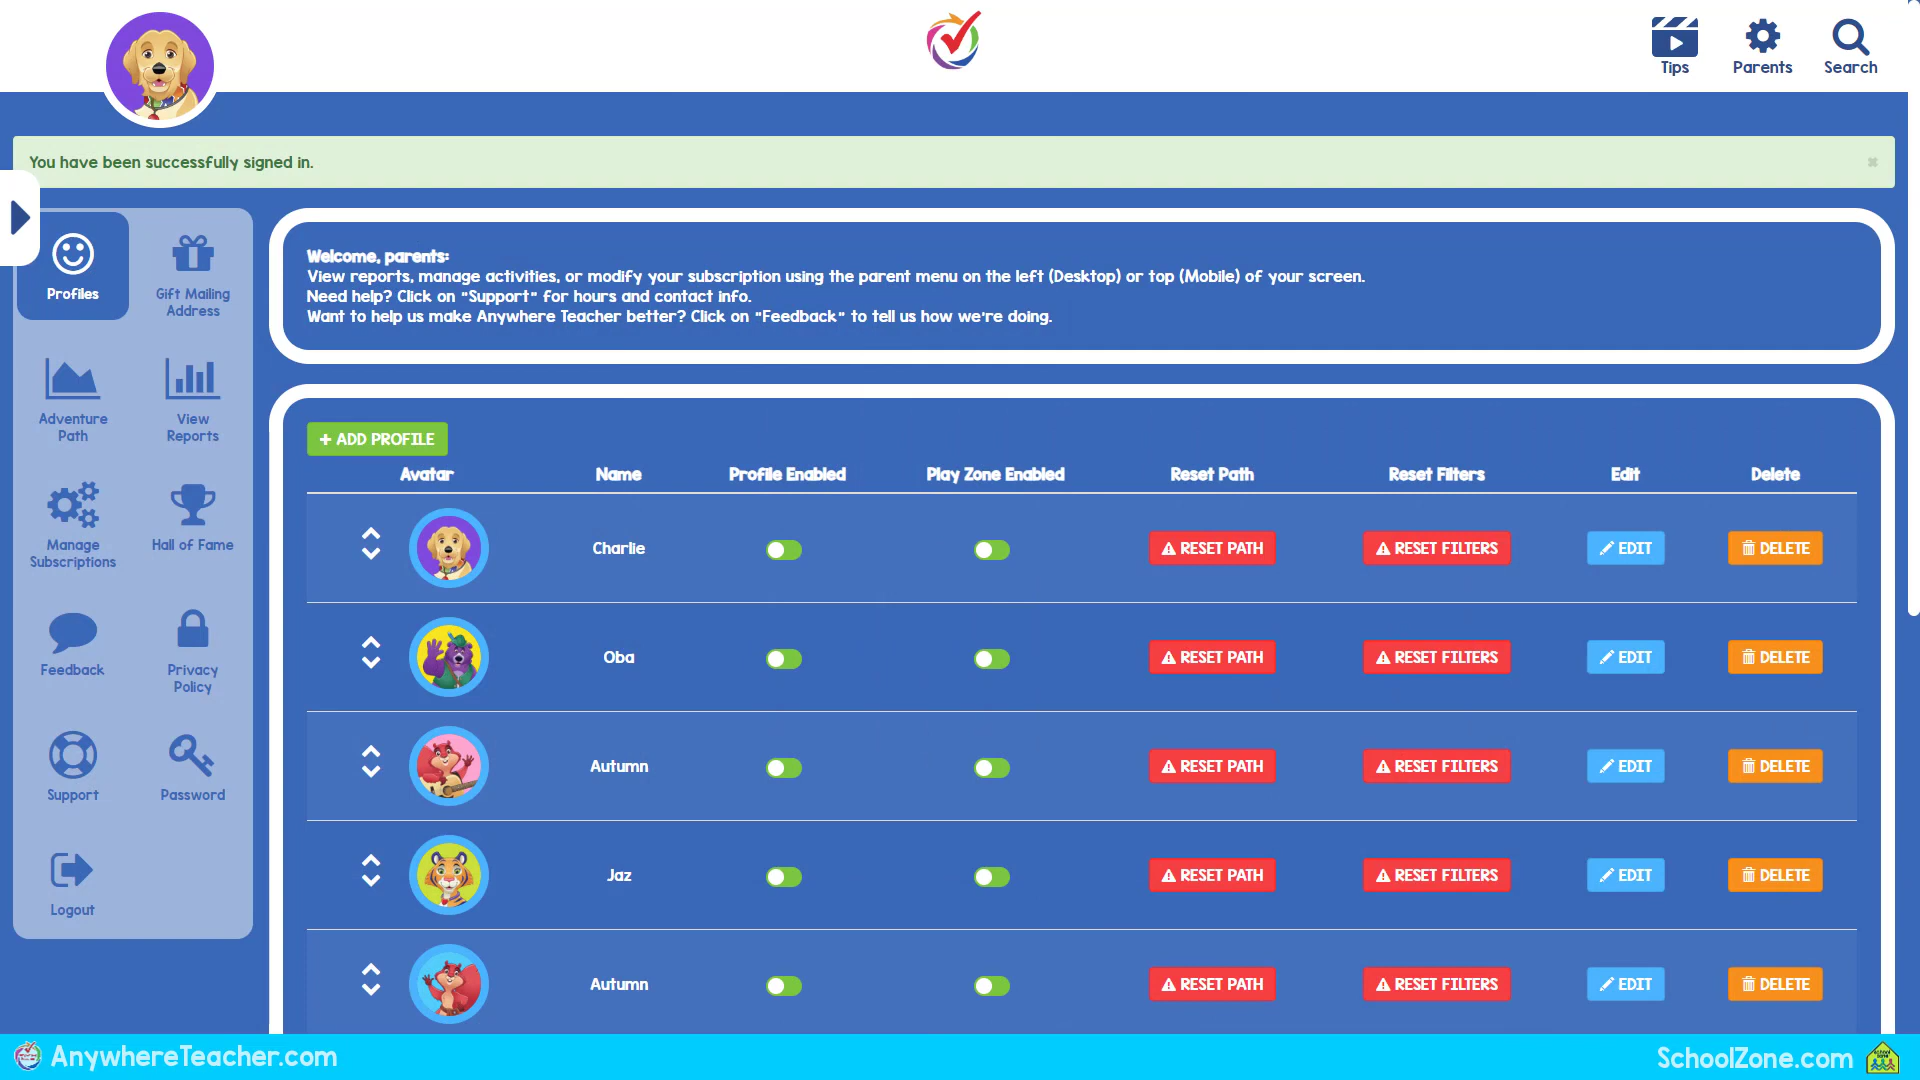 Tips
Parents
Search
You have been successfully signed in.
Profiles
Gift Mailing
Address
Adventure
Path
View
Reports
Manage
Subscriptions
Hall of Fame
Feedback
Privacy
Policy
Support
Password
Logout
Welcome, parents:
View reports, manage activities, or modify your subscription using the parent menu on the left (Desktop) or top (Mobile) of your screen.
Need help? Click on "Support" for hours and contact info.
Want to help us make Anywhere Teacher better? Click on "Feedback" to tell us how we're doing.
+ ADD PROFILE
Avatar Name Profile Enabled Play Zone Enabled Reset Path Reset Filters Edit Delete
Charlie RESET PATH RESET FILTERS EDIT DELETE
Oba RESET PATH RESET FILTERS EDIT DELETE
Autumn RESET PATH RESET FILTERS EDIT DELETE
Jaz RESET PATH RESET FILTERS EDIT DELETE
Autumn RESET PATH RESET FILTERS EDIT DELETE
AnywhereTeacher.com
SchoolZone.com